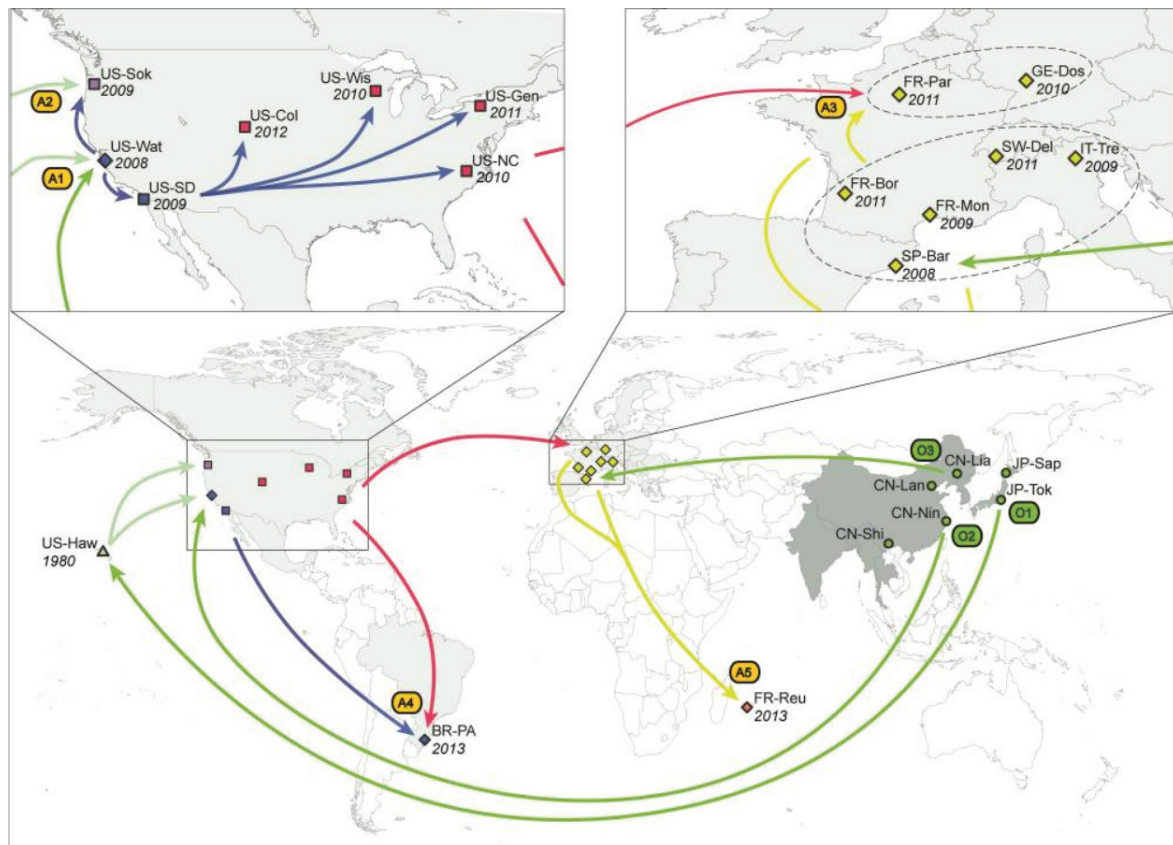 US-Sok
2009
A2
US-Wat
2008
A1
US-SD
2009
US-Col
2012
US-Wis
2010
US-Gen
2011
US-NC
2010
FR-Par
2011
A3
GE-Dos
2010
SW-Del
2011
IT-Tre
2009
FR-Bor
2011
FR-Mon
2009
SP-Bar
2008
US-Haw
1980
O3
CN-Lia
JP-Sap
CN-Lan
JP-Tok
O1
CN-Nin
O2
CN-Shi
A4
BR-PA
2013
A5
FR-Reu
2013